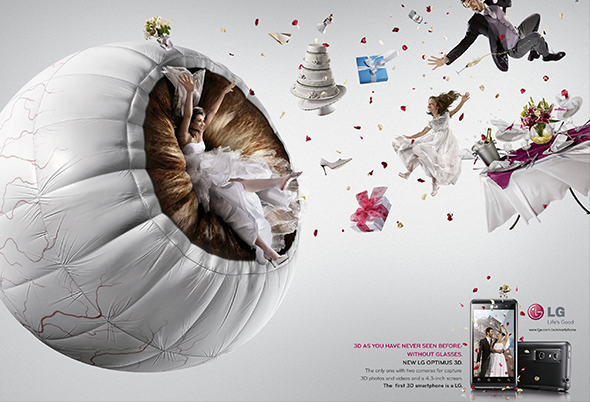 LG
Life's Good
3D AS YOU HAVE NEVER SEEN BEFORE:
WITHOUT GLASSES.
NEW LG OPTIMUS 3D.
The only one with two cameras for capture
3D photos and videos and a 4.3-inch screen.
The first 3D smartphone is a LG.